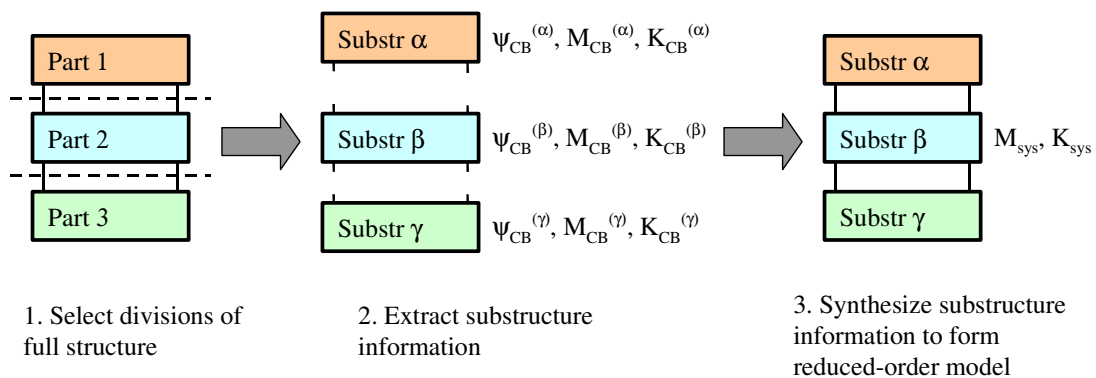 Part 1
Part 2
Part 3
1. Select divisions of
full structure
Substr α
ψCB(α), MCB(α), KCB(α)
Substr β
ψCB(β), MCB(β), KCB(β)
Substr γ
ψCB(γ), MCB(γ), KCB(γ)
2. Extract substructure
information
Substr α
Substr β
Msys, Ksys
Substr γ
3. Synthesize substructure
information to form
reduced-order model